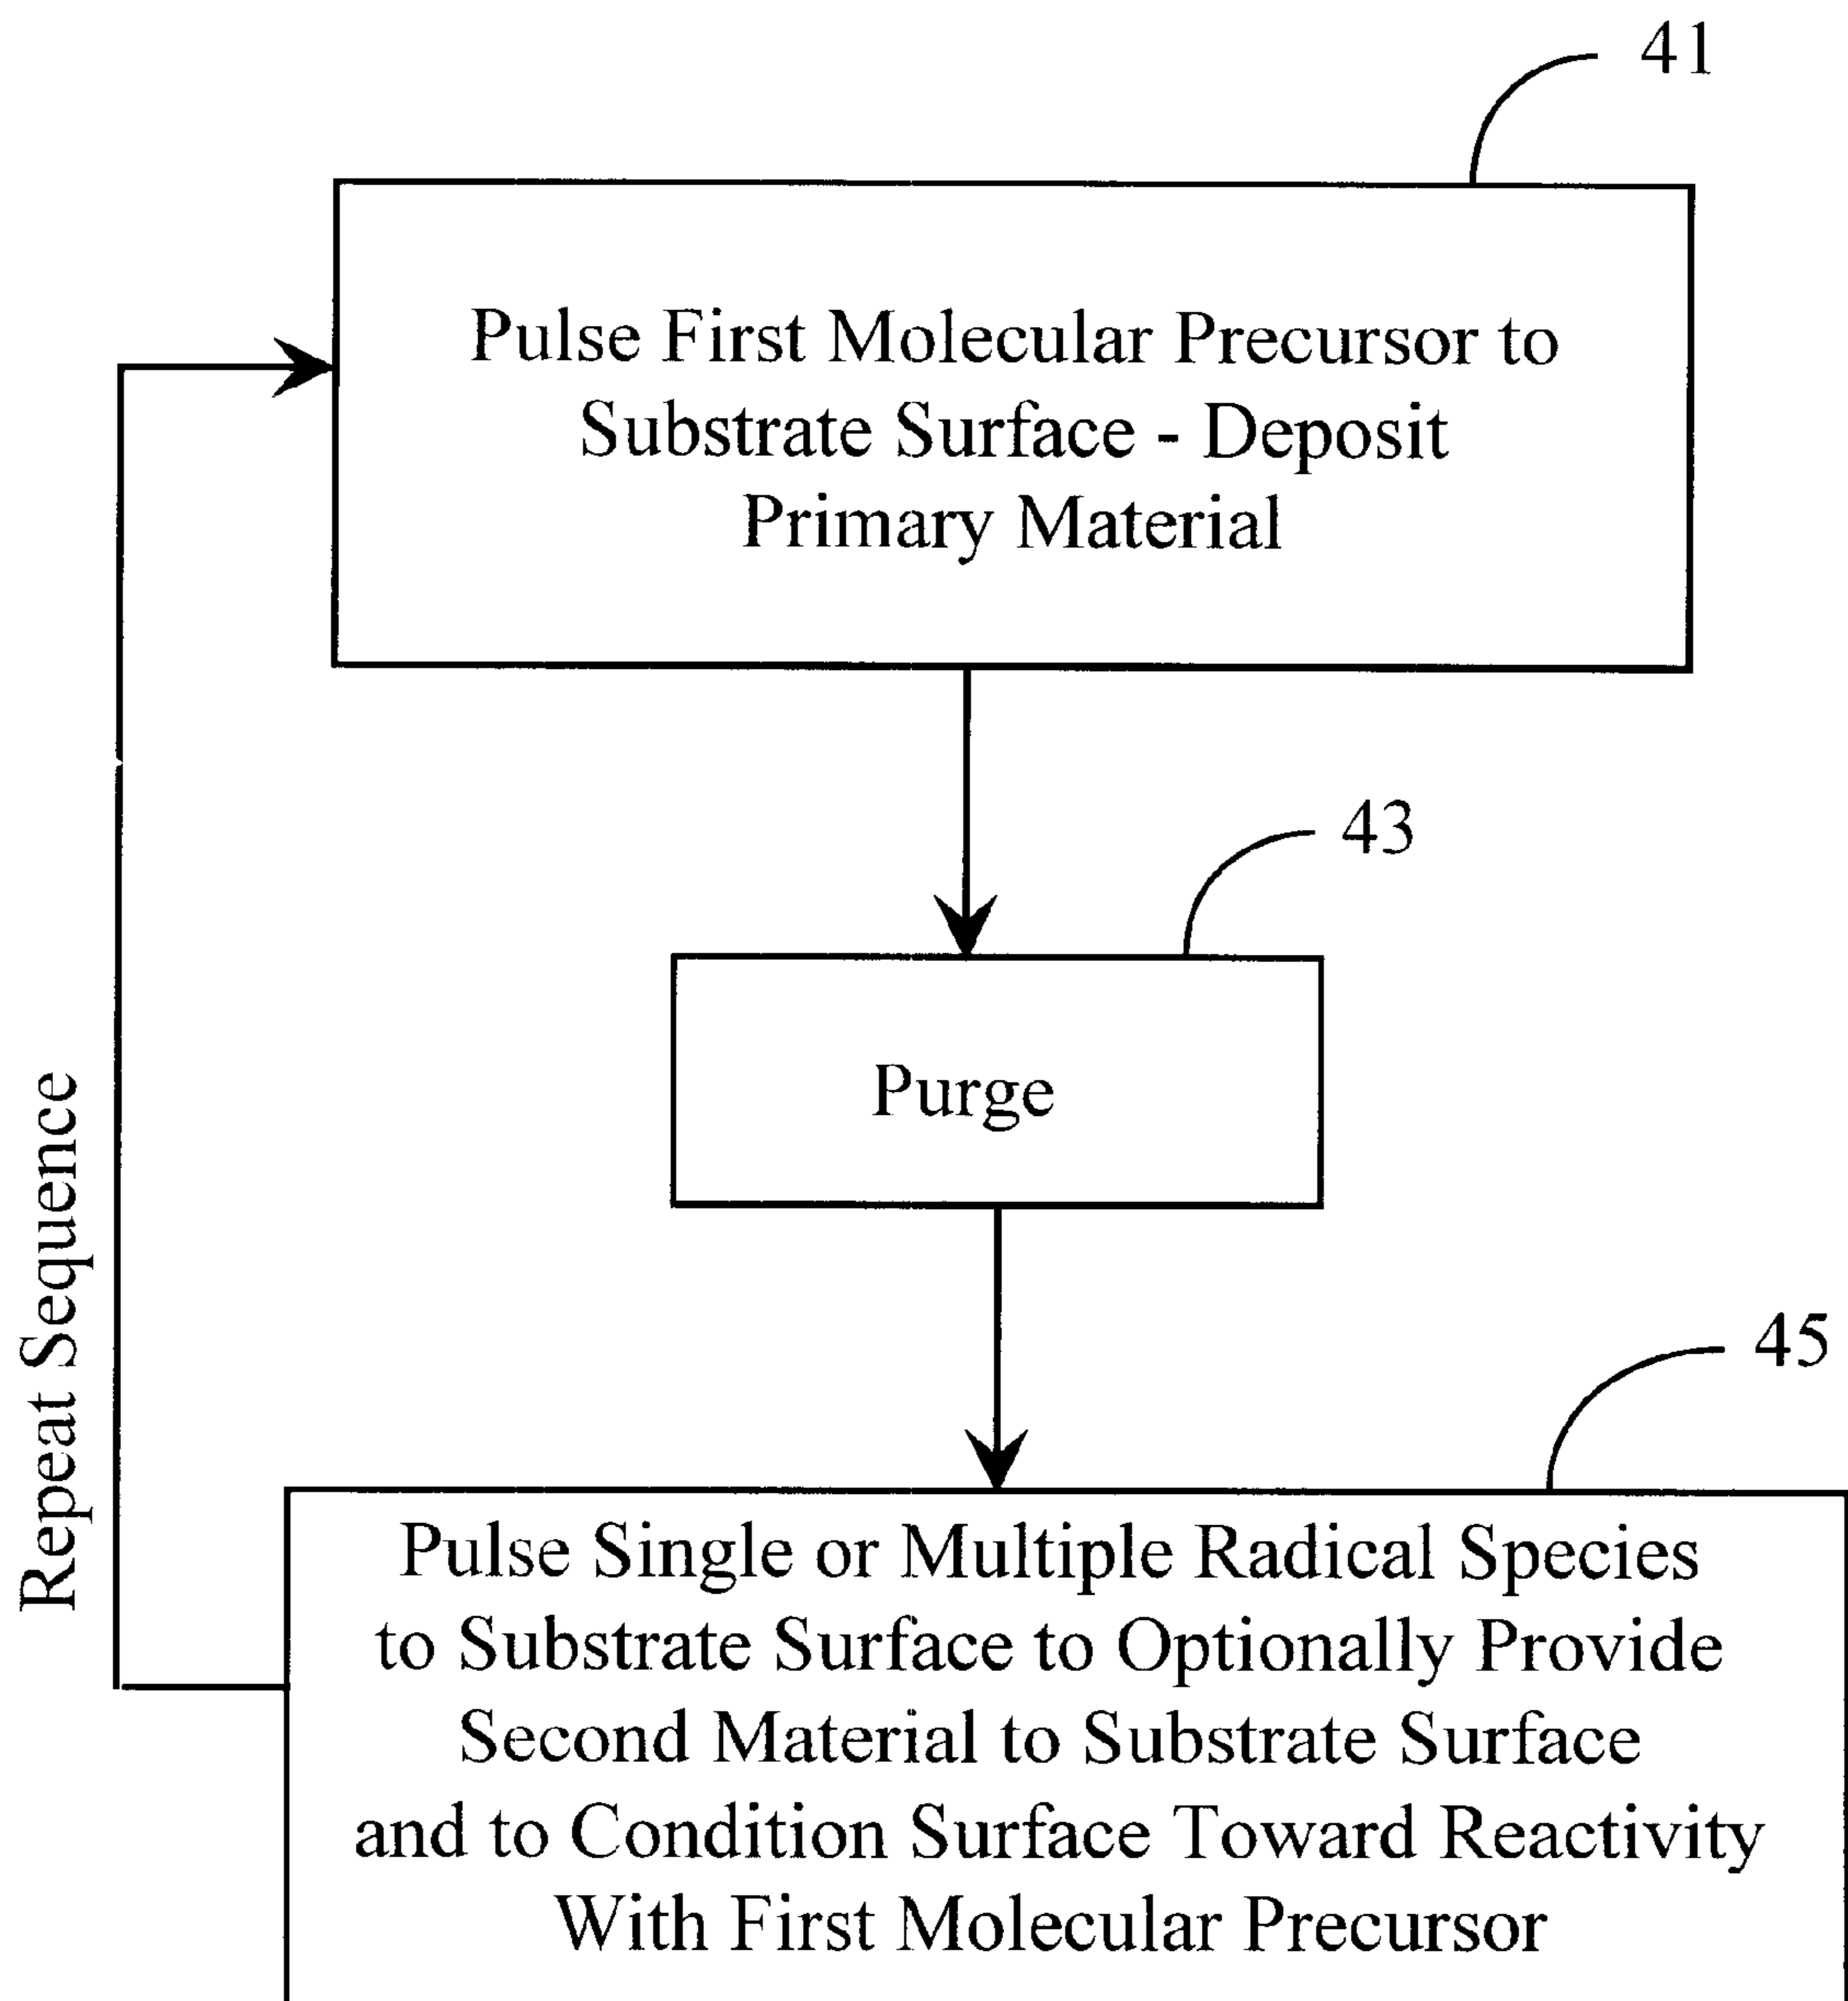 41
Pulse First Molecular Precursor to
Substrate Surface - Deposit
Primary Material
43
Purge
45
Pulse Single or Multiple Radical Species
to Substrate Surface to Optionally Provide
Second Material to Substrate Surface
and to Condition Surface Toward Reactivity
With First Molecular Precursor
Repeat Sequence